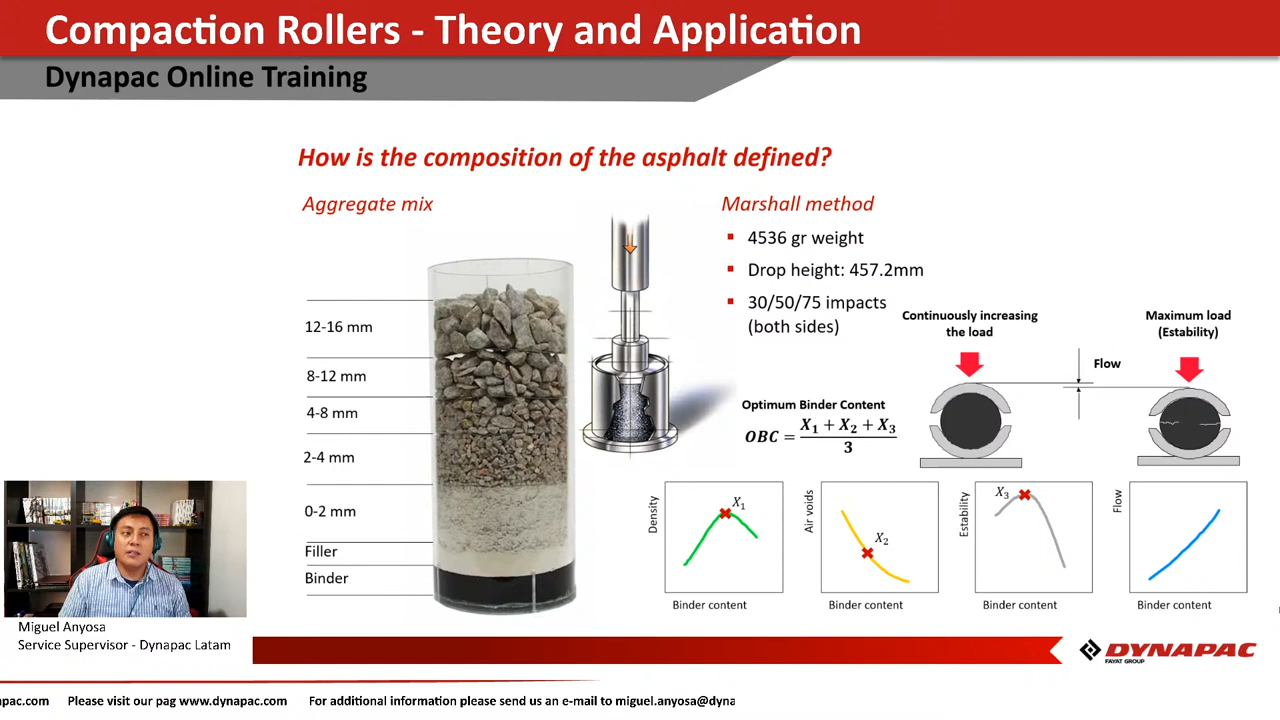 Compaction Rollers - Theory and Application
Dynapac Online Training
How is the composition of the asphalt defined?
Aggregate mix
12-16 mm
8-12 mm
4-8 mm
2-4 mm
0-2 mm
Filler
Binder
Marshall method
4536 gr weight
Drop height: 457.2mm
30/50/75 impacts
(both sides)
Continuously increasing
the load
Maximum load
(Estability)
Flow
Optimum Binder Content
OBC = X₁ + X₂ + X₃ / 3
Density
X₁
Binder content
Air voids
X₂
Binder content
Estability
X₃
Binder content
Flow
Binder content
Miguel Anyosa
Service Supervisor - Dynapac Latam
DYNAPAC
FAYAT GROUP
apac.com Please visit our pag www.dynapac.com For additional information please send us an e-mail to miguel.anyosa@dyna